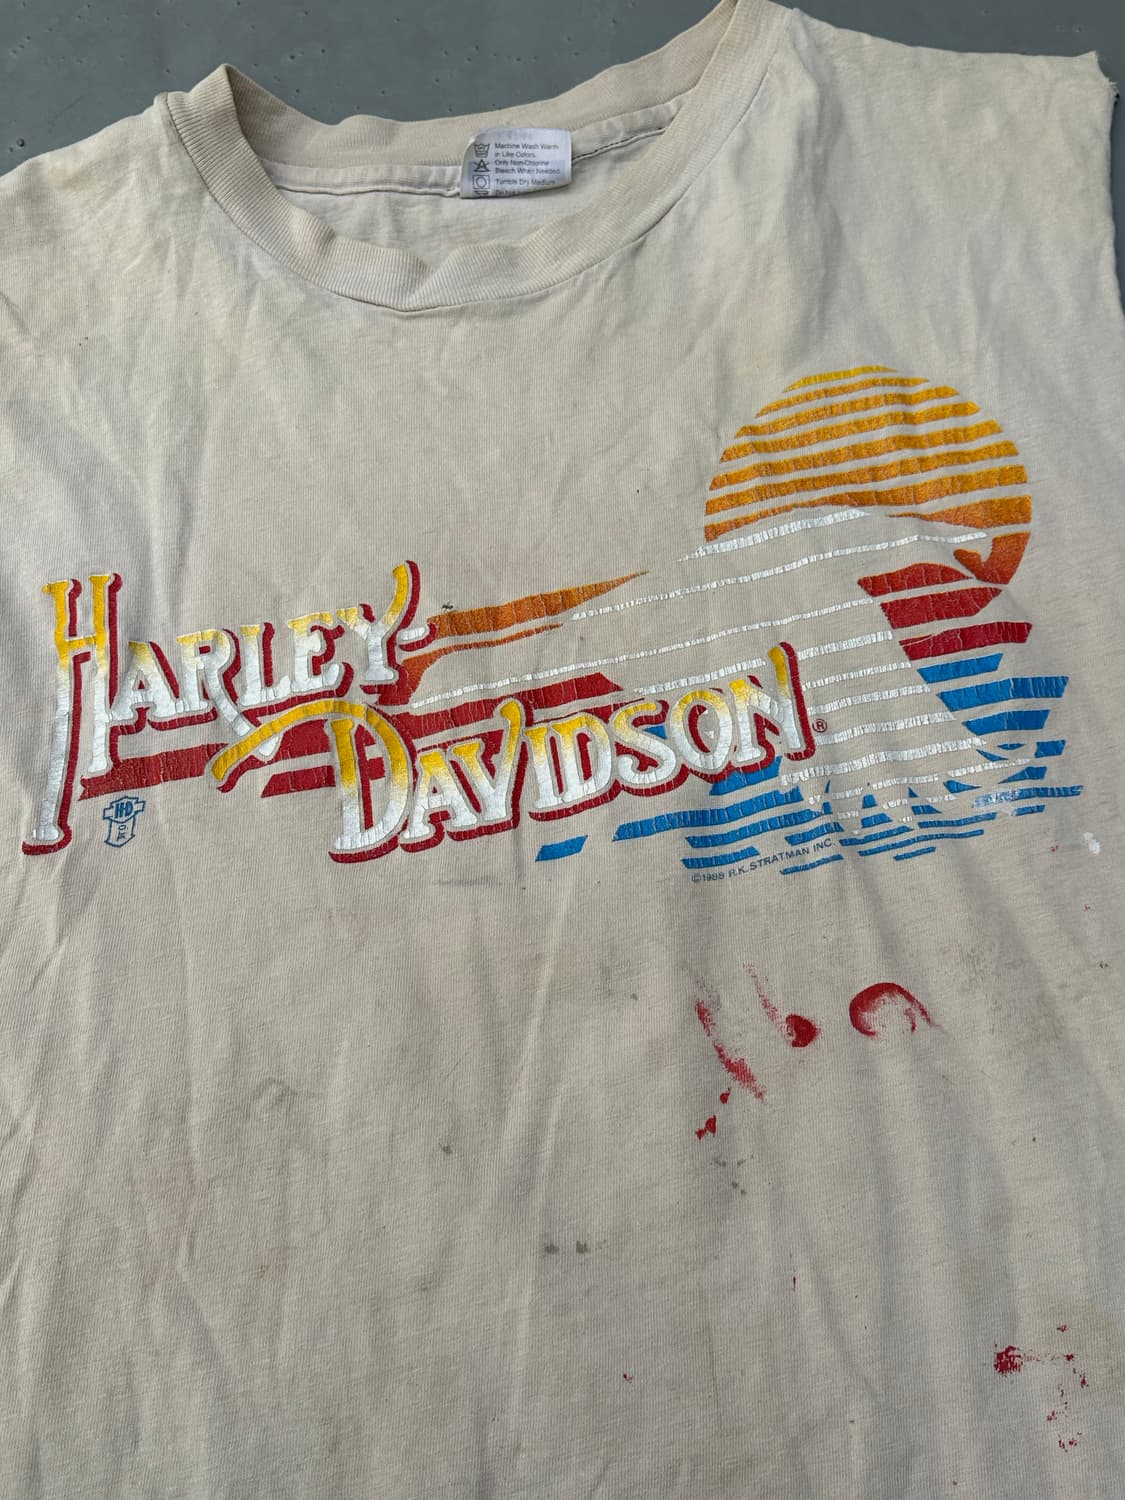 Machine Wash Warm
in Like Colors.
Only Non-Chlorine
Bleach When Needed.
Tumble Dry Medium
HARLEY-
DAVIDSON®
H-D
©1988 R.K. STRATMAN INC.